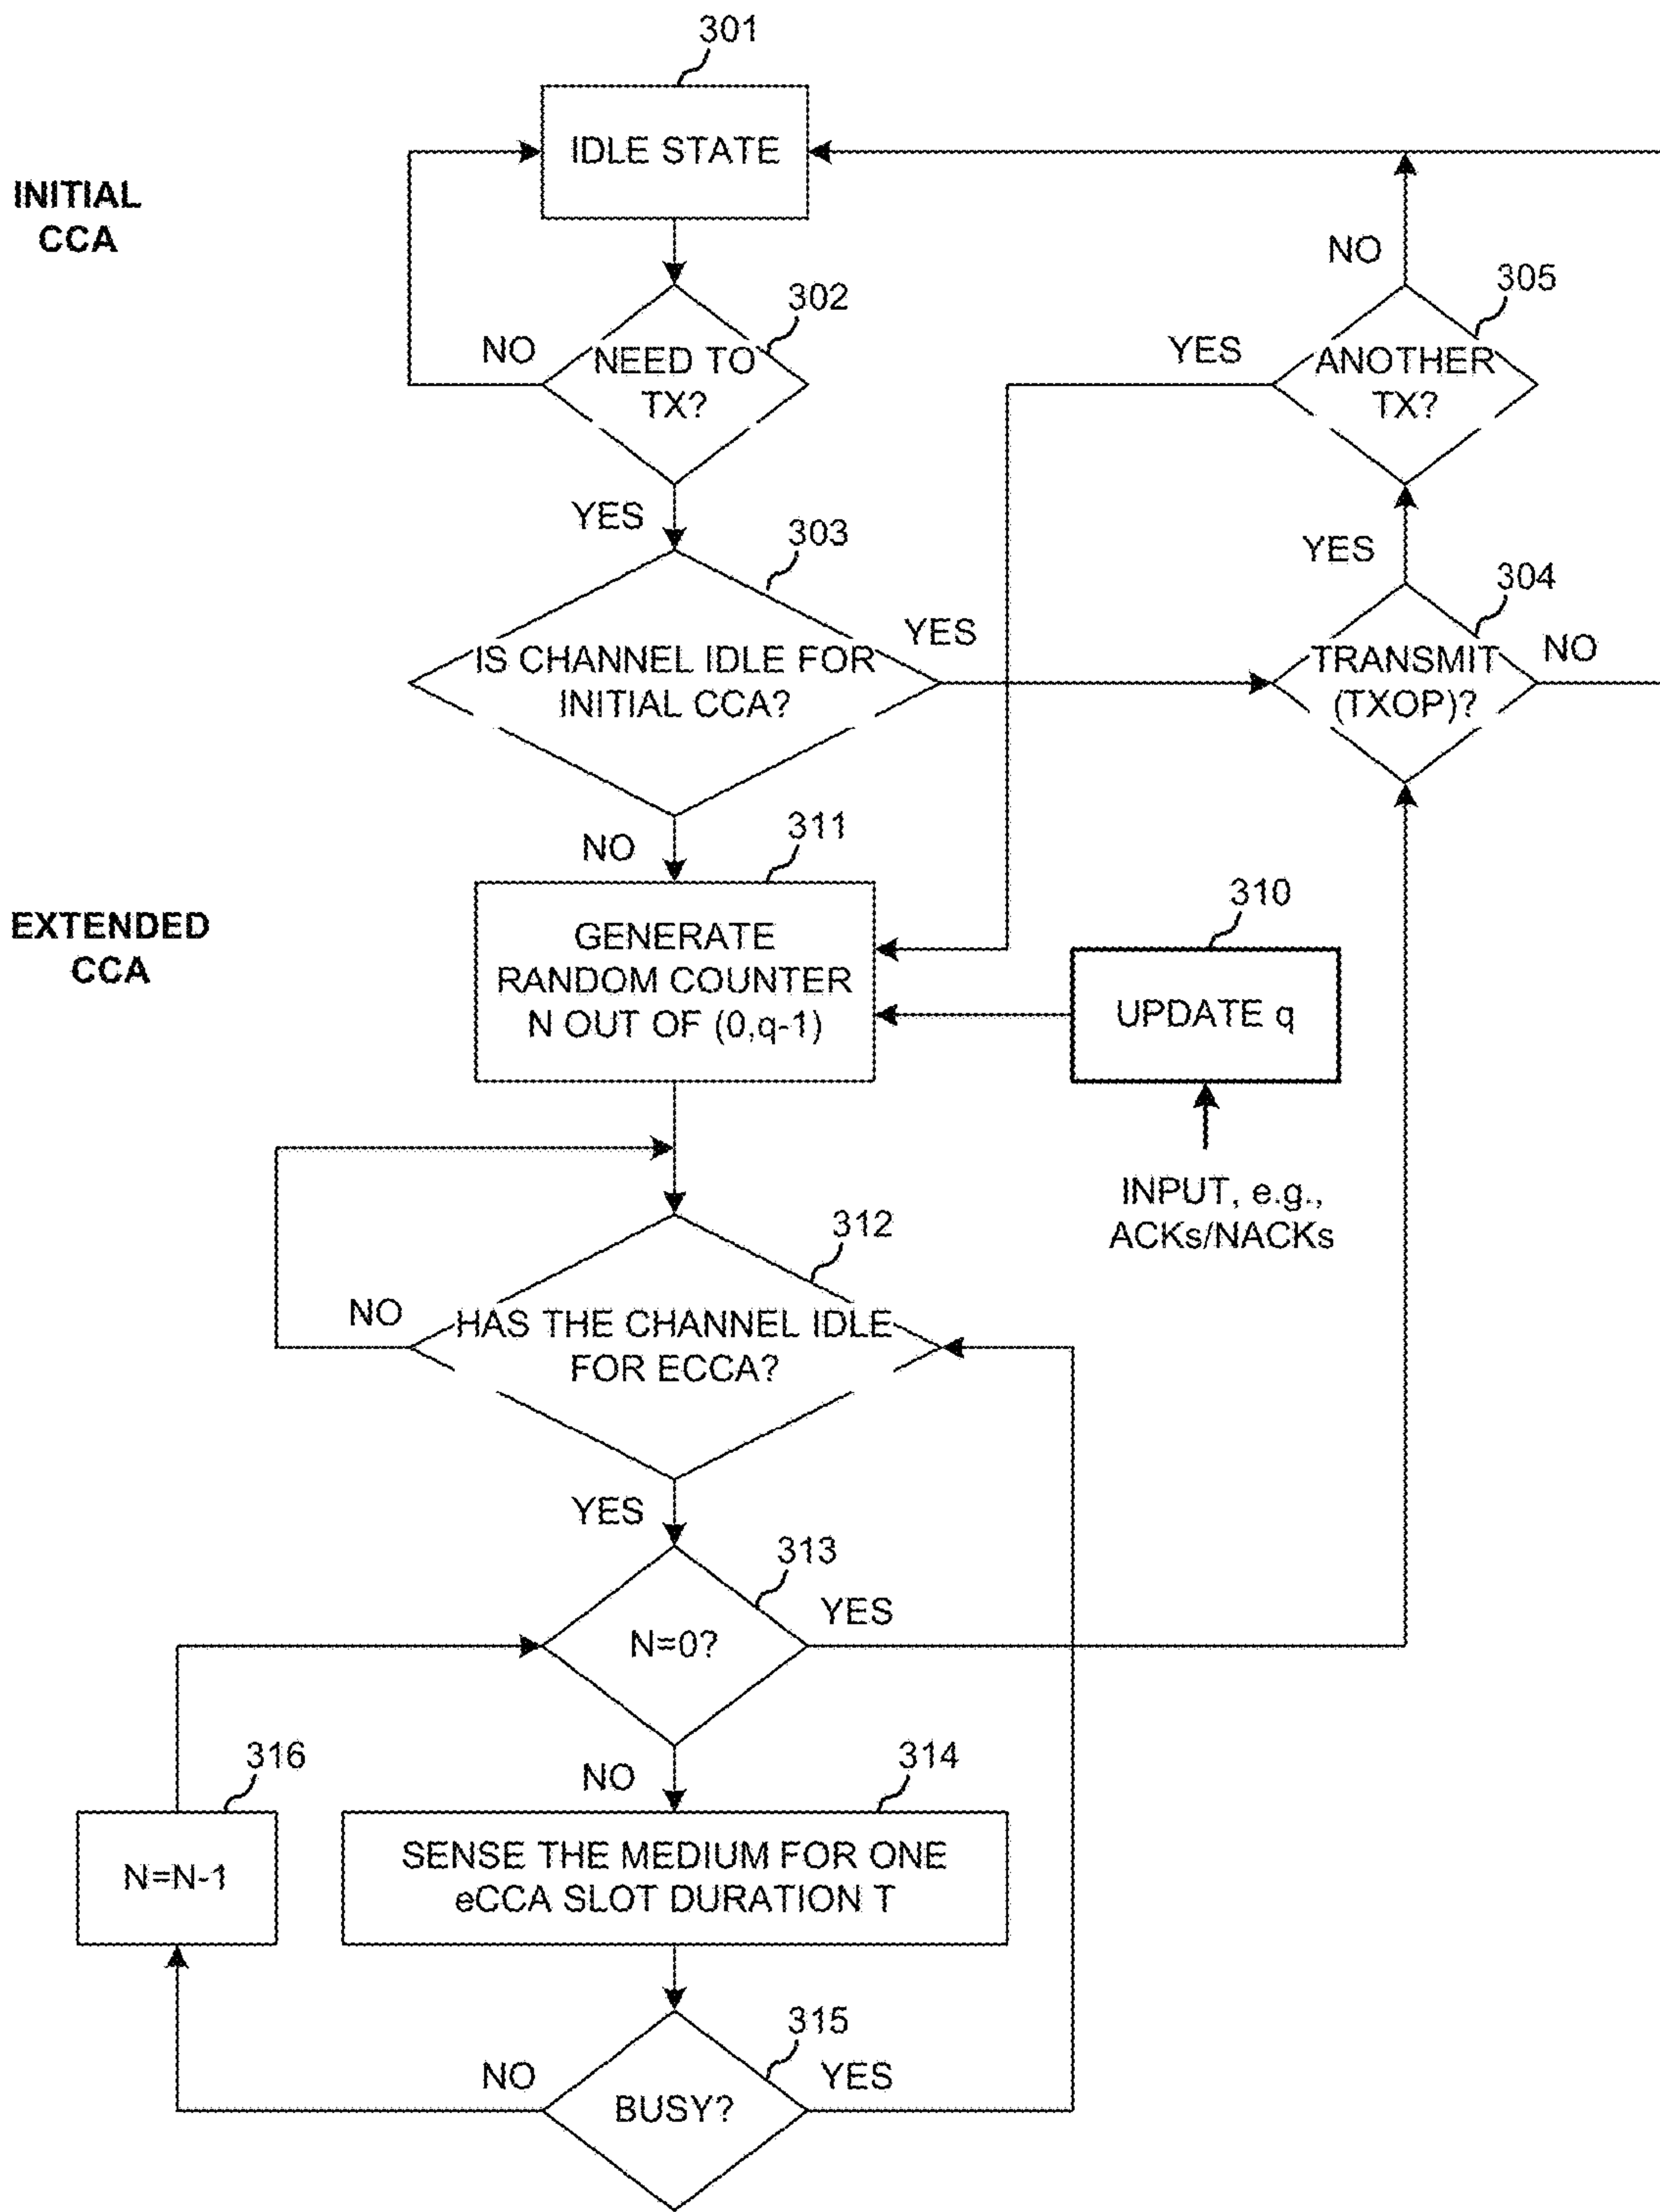 301
IDLE STATE
INITIAL
CCA
NO
302
305
NO
NEED TO
TX?
YES
ANOTHER
TX?
YES
303
YES
304
YES
IS CHANNEL IDLE FOR
INITIAL CCA?
TRANSMIT
(TXOP)?
NO
NO
311
310
EXTENDED
CCA
GENERATE
RANDOM COUNTER
N OUT OF (0,q-1)
UPDATE q
INPUT, e.g.,
ACKs/NACKs
312
NO
HAS THE CHANNEL IDLE
FOR ECCA?
YES
313
YES
N=0?
316
NO
314
N=N-1
SENSE THE MEDIUM FOR ONE
eCCA SLOT DURATION T
315
NO
YES
BUSY?